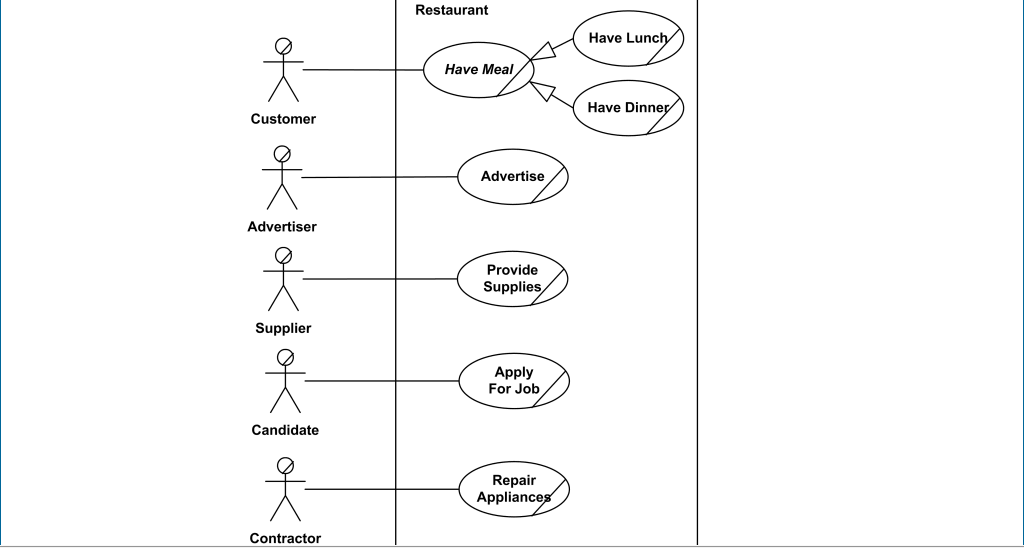 Restaurant
Have Lunch
Have Meal
Have Dinner
Customer
Advertise
Advertiser
Provide
Supplies
Supplier
Apply
For Job
Candidate
Repair
Appliances
Contractor